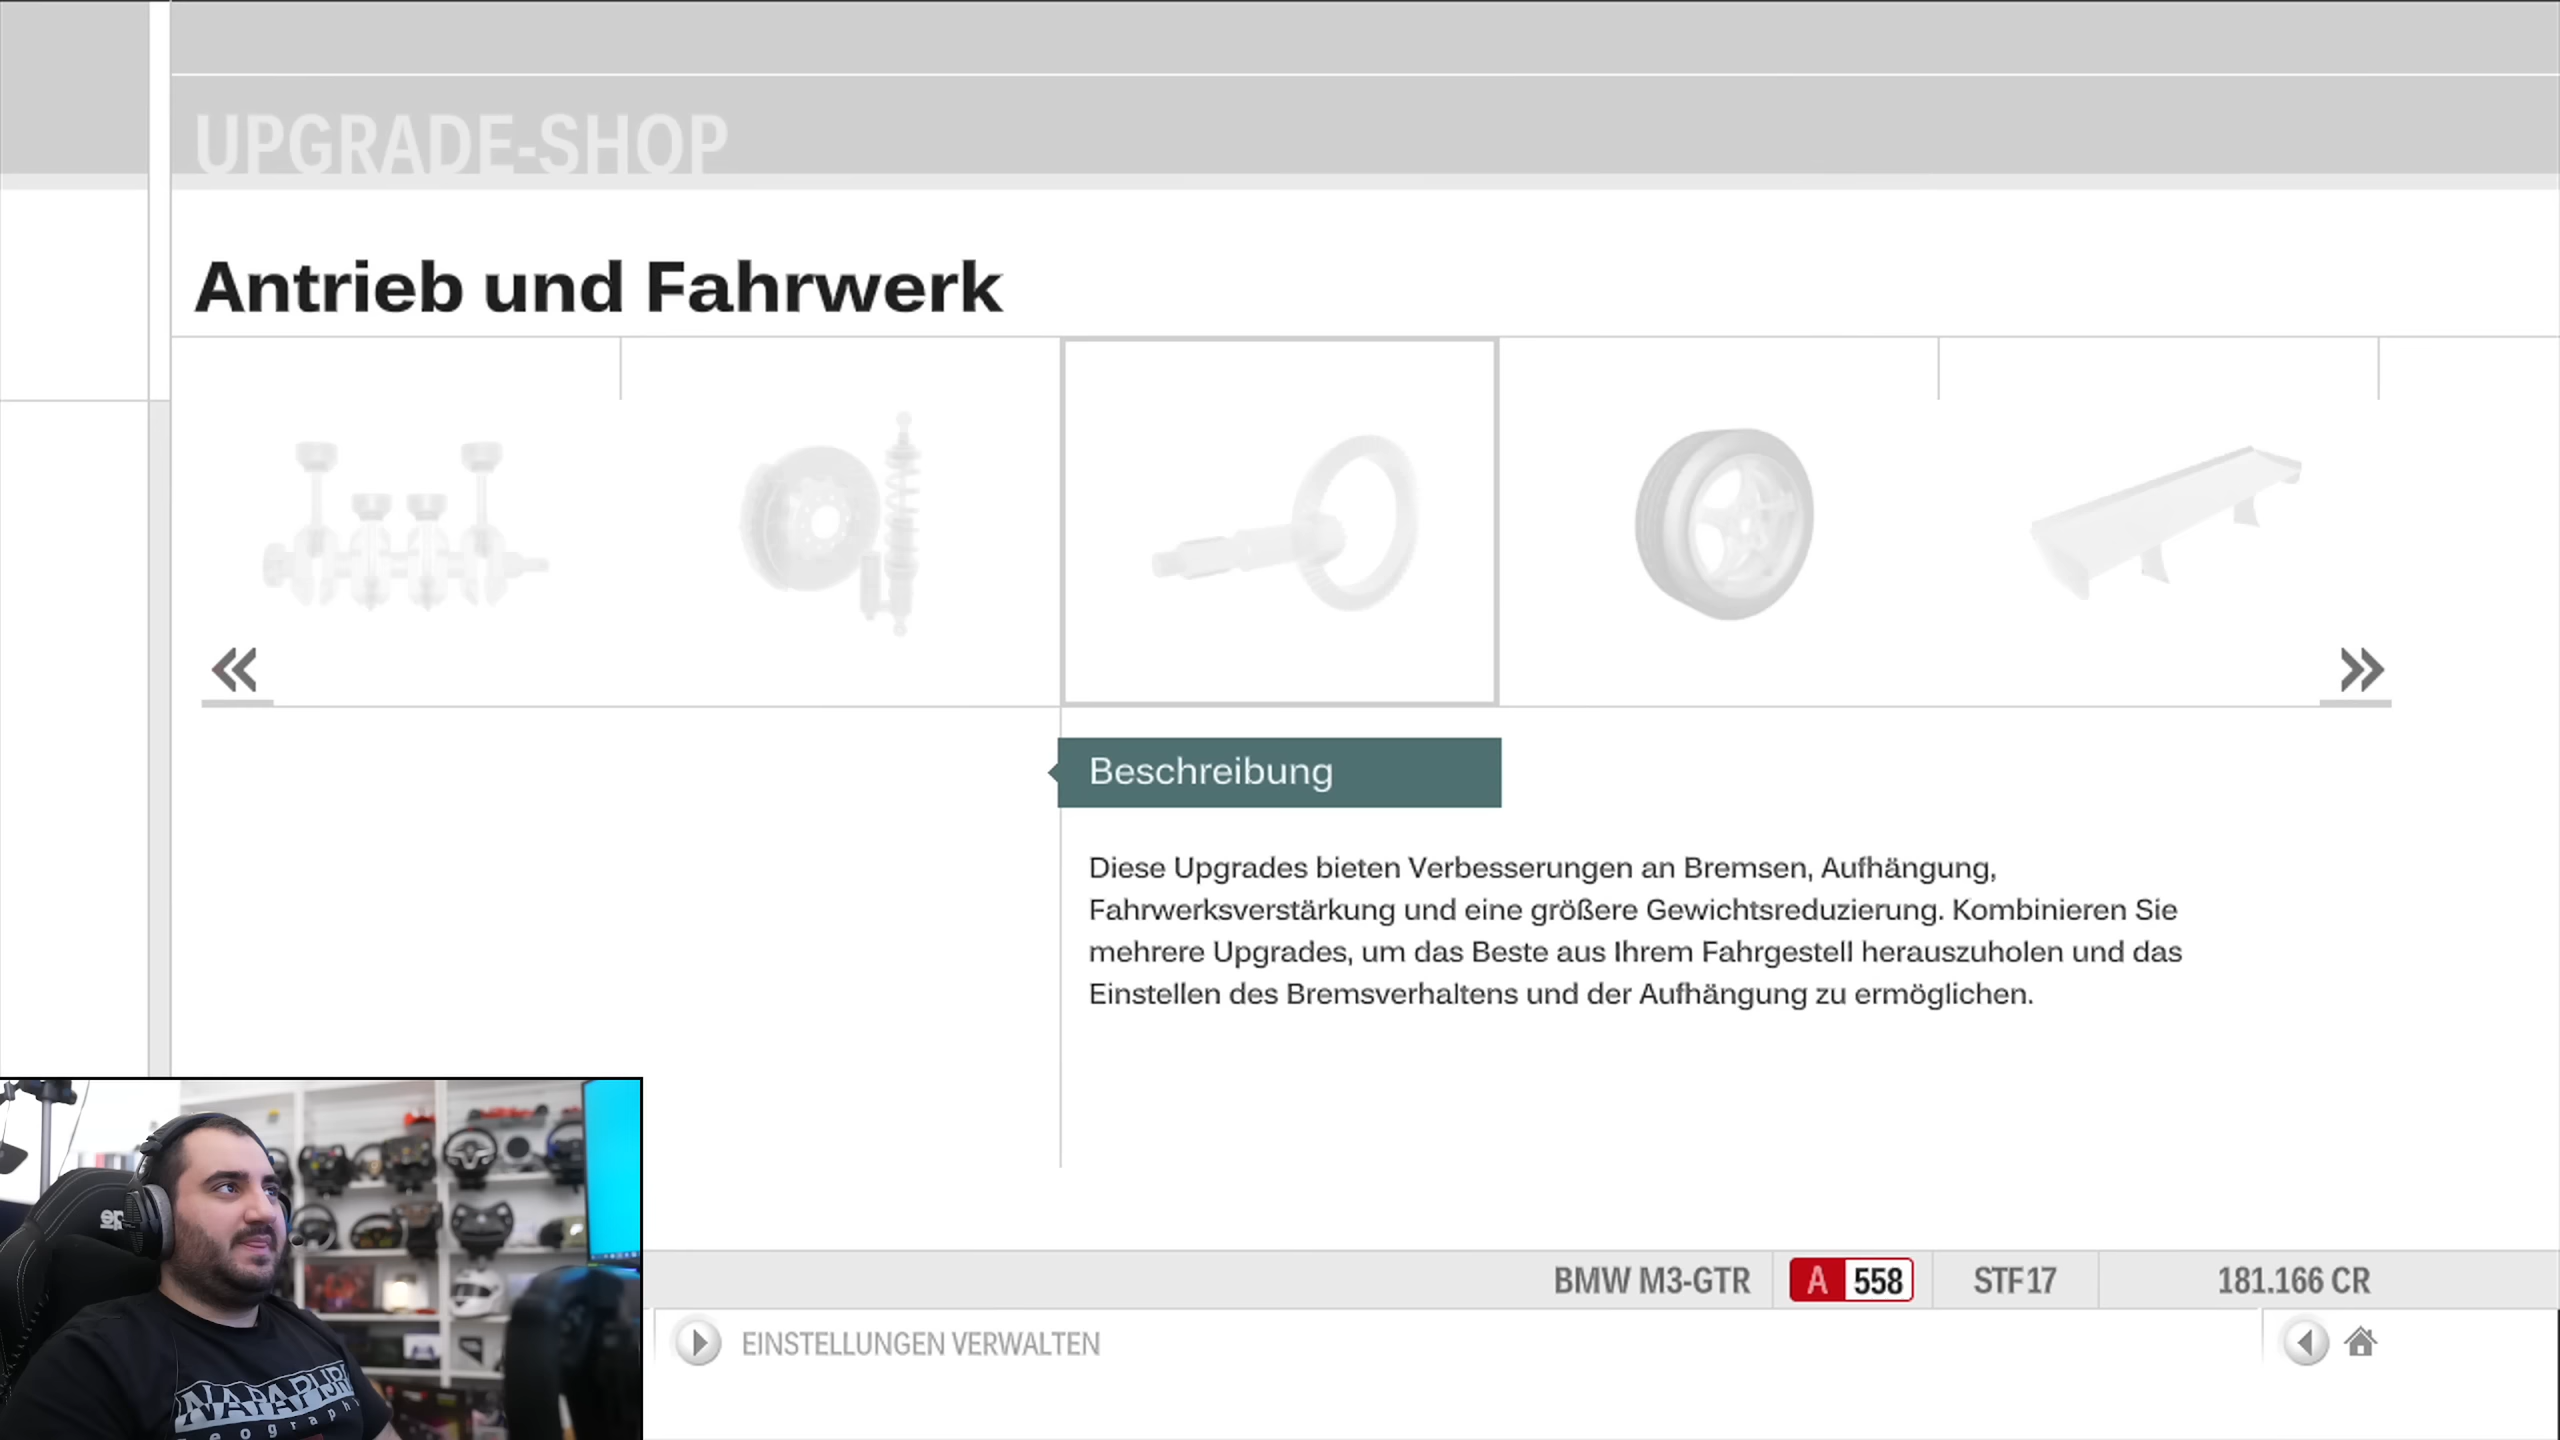 UPGRADE-SHOP
Antrieb und Fahrwerk
Beschreibung
Diese Upgrades bieten Verbesserungen an Bremsen, Aufhängung,
Fahrwerksverstärkung und eine größere Gewichtsreduzierung. Kombinieren Sie
mehrere Upgrades, um das Beste aus Ihrem Fahrgestell herauszuholen und das
Einstellen des Bremsverhaltens und der Aufhängung zu ermöglichen.
BMW M3-GTR
A 558
STF17
181.166 CR
EINSTELLUNGEN VERWALTEN
NAPAPIJRI
geograph